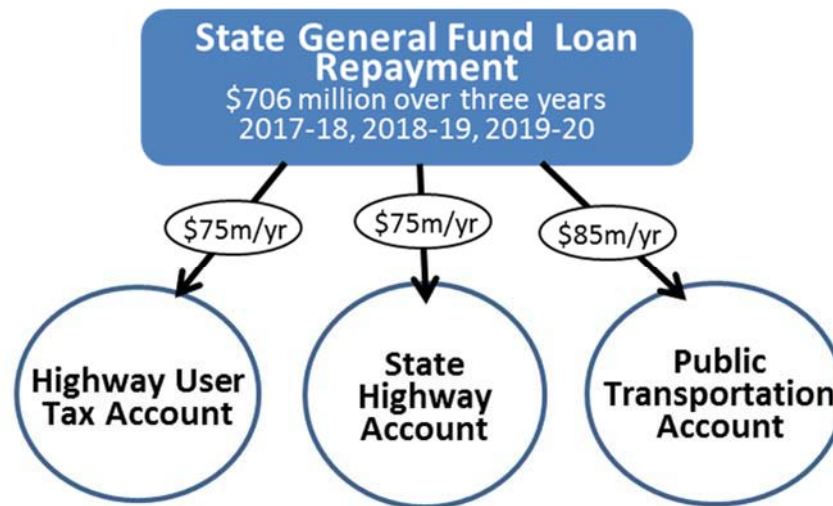 State General Fund Loan
Repayment
$706 million over three years
2017-18, 2018-19, 2019-20
$75m/yr
$75m/yr
$85m/yr
Highway User
Tax Account
State
Highway
Account
Public
Transportation
Account